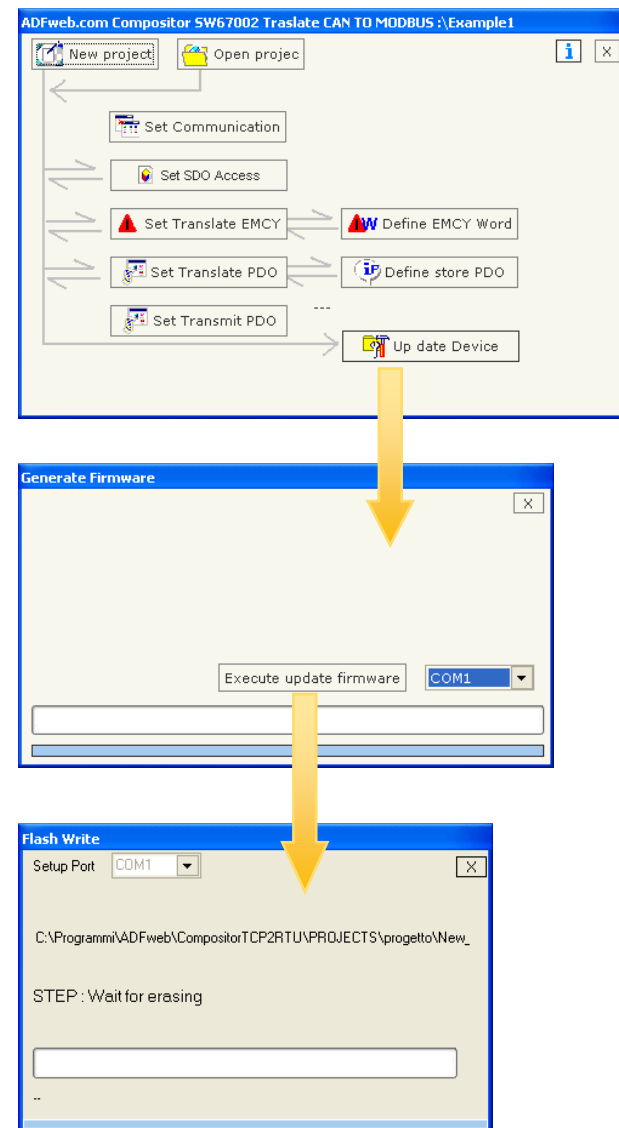 ADFweb.com Compositor SW67002 Traslate CAN TO MODBUS :\Example1
New project Open projec i X
Set Communication
Set SDO Access
Set Translate EMCY W Define EMCY Word
Set Translate PDO iP Define store PDO
Set Transmit PDO ---
Up date Device
Generate Firmware
X
Execute update firmware COM1
Flash Write
Setup Port COM1 X
C:\Programmi\ADFweb\CompositorTCP2RTU\PROJECTS\progetto\New_
STEP : Wait for erasing
--